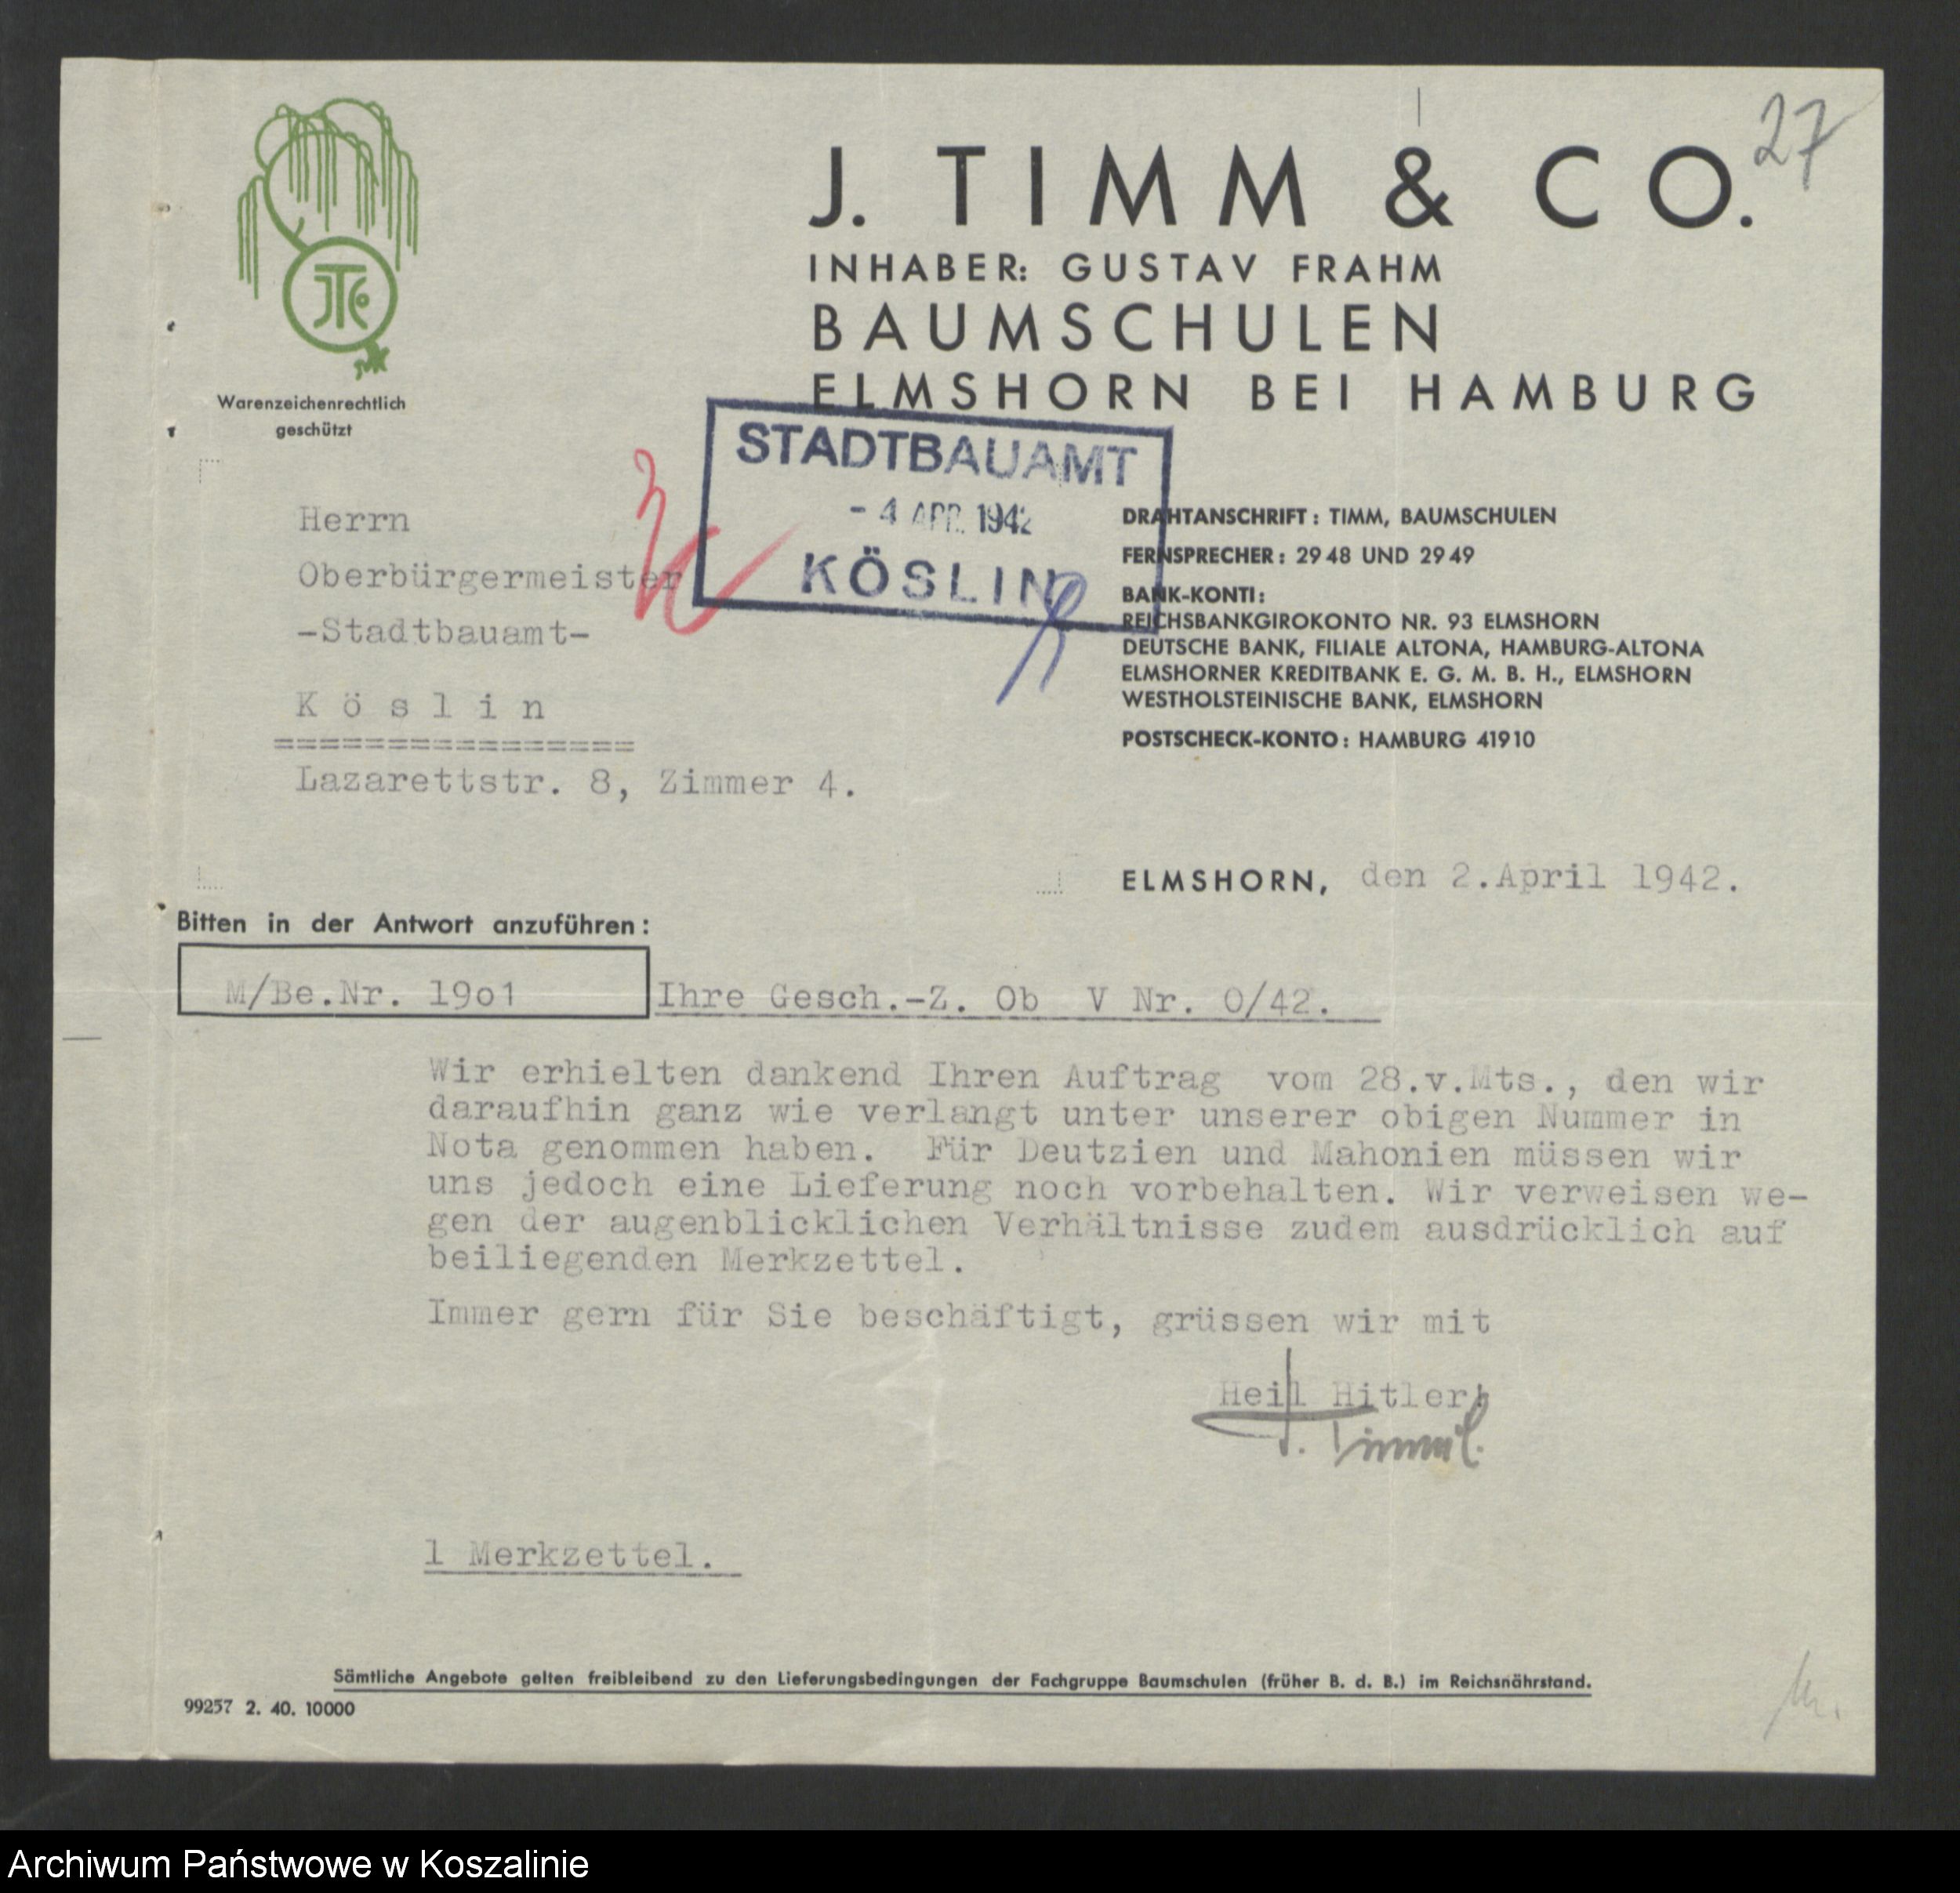 27
J. TIMM & CO.
INHABER: GUSTAV FRAHM
BAUMSCHULEN
ELMSHORN BEI HAMBURG
JTCo
Warenzeichenrechtlich
geschützt
STADTBAUAMT
- 4 APR. 1942
KÖSLIN
Herrn
Oberbürgermeister
-Stadtbauamt-
K ö s l i n
================
Lazarettstr. 8, Zimmer 4.
DRAHTANSCHRIFT: TIMM, BAUMSCHULEN
FERNSPRECHER: 2948 UND 2949
BANK-KONTI:
REICHSBANKGIROKONTO NR. 93 ELMSHORN
DEUTSCHE BANK, FILIALE ALTONA, HAMBURG-ALTONA
ELMSHORNER KREDITBANK E. G. M. B. H., ELMSHORN
WESTHOLSTEINISCHE BANK, ELMSHORN
POSTSCHECK-KONTO: HAMBURG 41910
ELMSHORN, den 2.April 1942.
Bitten in der Antwort anzuführen:
M/Be.Nr. 19o1 Ihre Gesch.-Z. Ob V Nr. 0/42.
Wir erhielten dankend Ihren Auftrag vom 28.v.Mts., den wir
daraufhin ganz wie verlangt unter unserer obigen Nummer in
Nota genommen haben. Für Deutzien und Mahonien müssen wir
uns jedoch eine Lieferung noch vorbehalten. Wir verweisen we-
gen der augenblicklichen Verhältnisse zudem ausdrücklich auf
beiliegenden Merkzettel.
Immer gern für Sie beschäftigt, grüssen wir mit
Heil Hitler!
1 Merkzettel.
Sämtliche Angebote gelten freibleibend zu den Lieferungsbedingungen der Fachgruppe Baumschulen (früher B. d. B.) im Reichsnährstand.
99257 2. 40. 10000
Archiwum Państwowe w Koszalinie